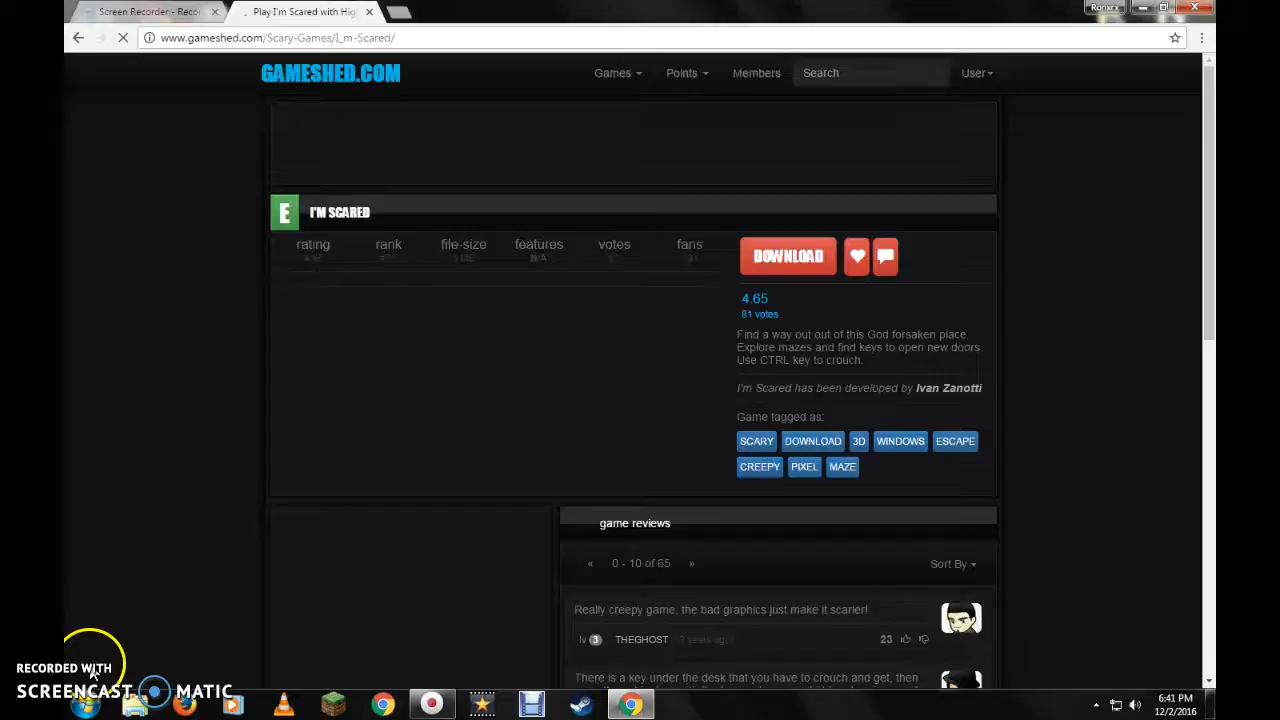 Screen Recorder - Reco
Play I'm Scared with Hig
Ronxcx
www.gameshed.com/Scary-Games/I_m-Scared/
GAMESHED.COM
Games
Points
Members
Search
User
E
I'M SCARED
rating
rank
file-size
features
votes
fans
N/A
DOWNLOAD
4.65
81 votes
Find a way out out of this God forsaken place.
Explore mazes and find keys to open new doors.
Use CTRL key to crouch.
I'm Scared has been developed by Ivan Zanotti
Game tagged as:
SCARY DOWNLOAD 3D WINDOWS ESCAPE
CREEPY PIXEL MAZE
game reviews
« 0 - 10 of 65 »
Sort By
Really creepy game, the bad graphics just make it scarier!
lv 3 THEGHOST 3 years ago
23
There is a key under the desk that you have to crouch and get, then
RECORDED WITH
SCREENCAST MATIC
6:41 PM
12/2/2016